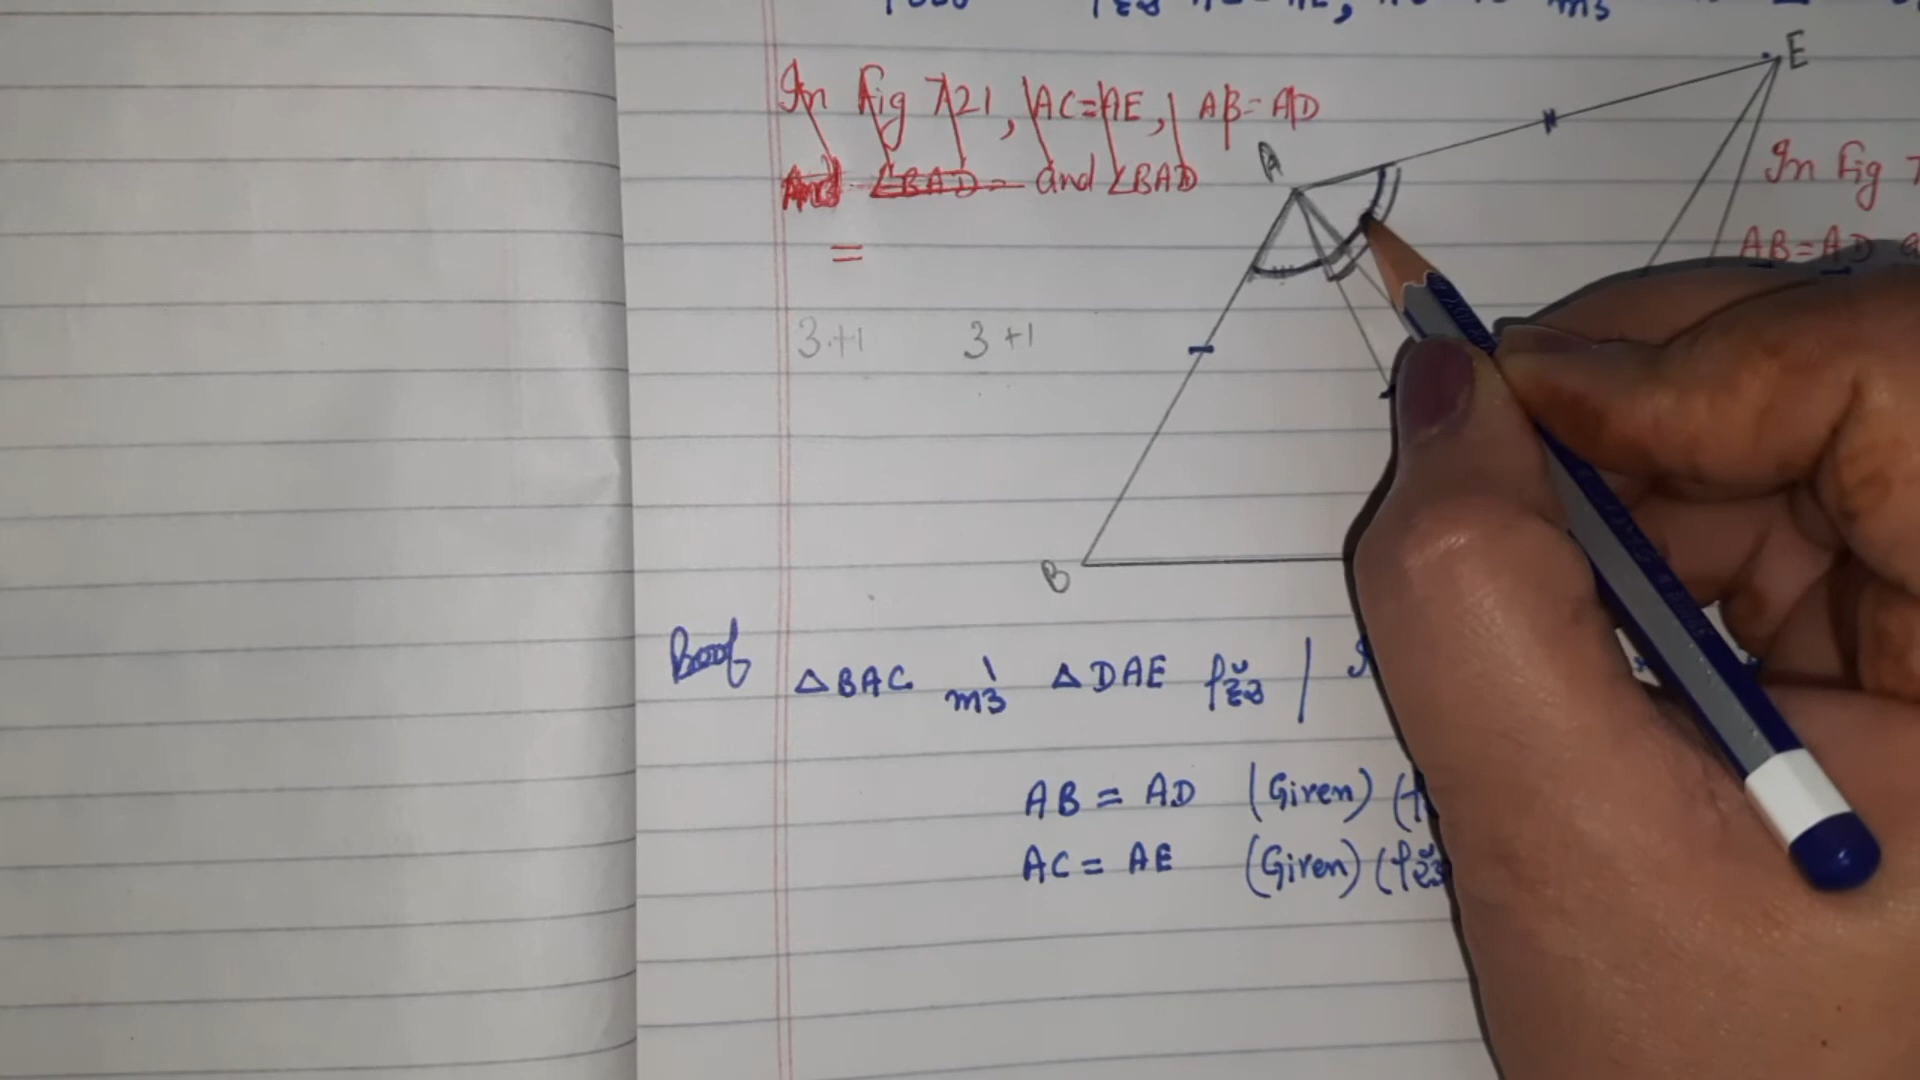 In Fig 7.21, AC=AE, AB=AD
And ∠BAD = and ∠BAD
=
E
A
In Fig 7
AB=AD
3+1 3+1
B
Proof
△BAC ਅਤੇ △DAE ਵਿੱਚ |
AB = AD (Given)
AC = AE (Given)